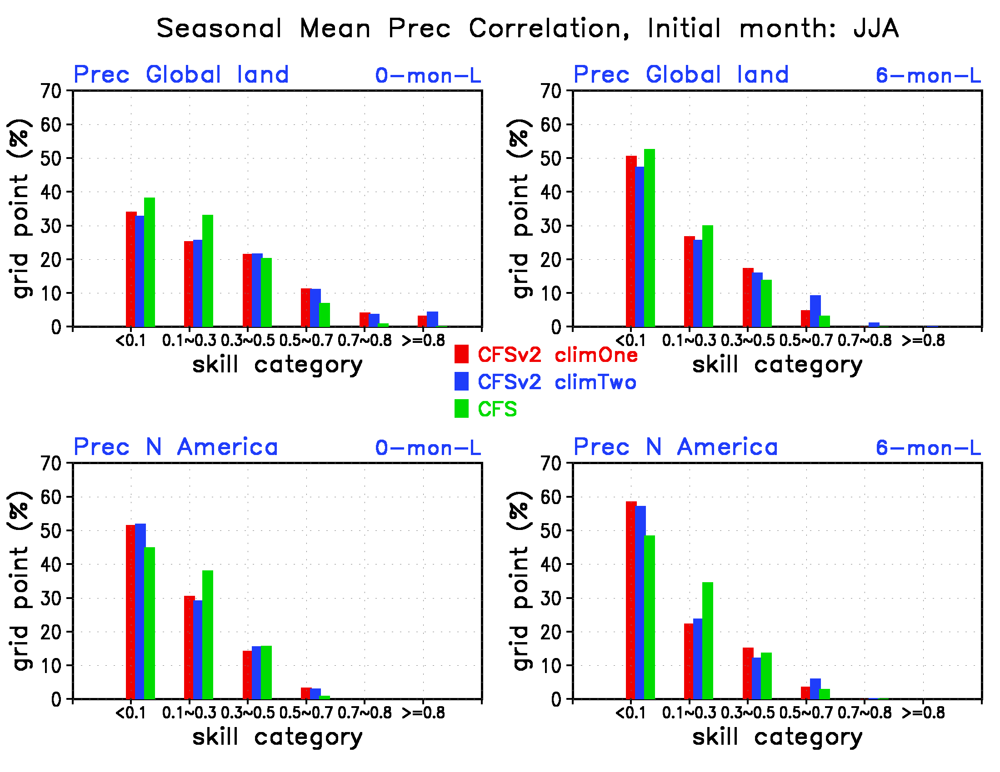 Seasonal Mean Prec Correlation, Initial month: JJA
Prec Global land 0-mon-L
70
60
50
40
30
20
10
0
grid point (%)
<0.1 0.1~0.3 0.3~0.5 0.5~0.7 0.7~0.8 >=0.8
skill category
Prec Global land 6-mon-L
70
60
50
40
30
20
10
0
grid point (%)
<0.1 0.1~0.3 0.3~0.5 0.5~0.7 0.7~0.8 >=0.8
skill category
CFSv2 climOne
CFSv2 climTwo
CFS
Prec N America 0-mon-L
70
60
50
40
30
20
10
0
grid point (%)
<0.1 0.1~0.3 0.3~0.5 0.5~0.7 0.7~0.8 >=0.8
skill category
Prec N America 6-mon-L
70
60
50
40
30
20
10
0
grid point (%)
<0.1 0.1~0.3 0.3~0.5 0.5~0.7 0.7~0.8 >=0.8
skill category